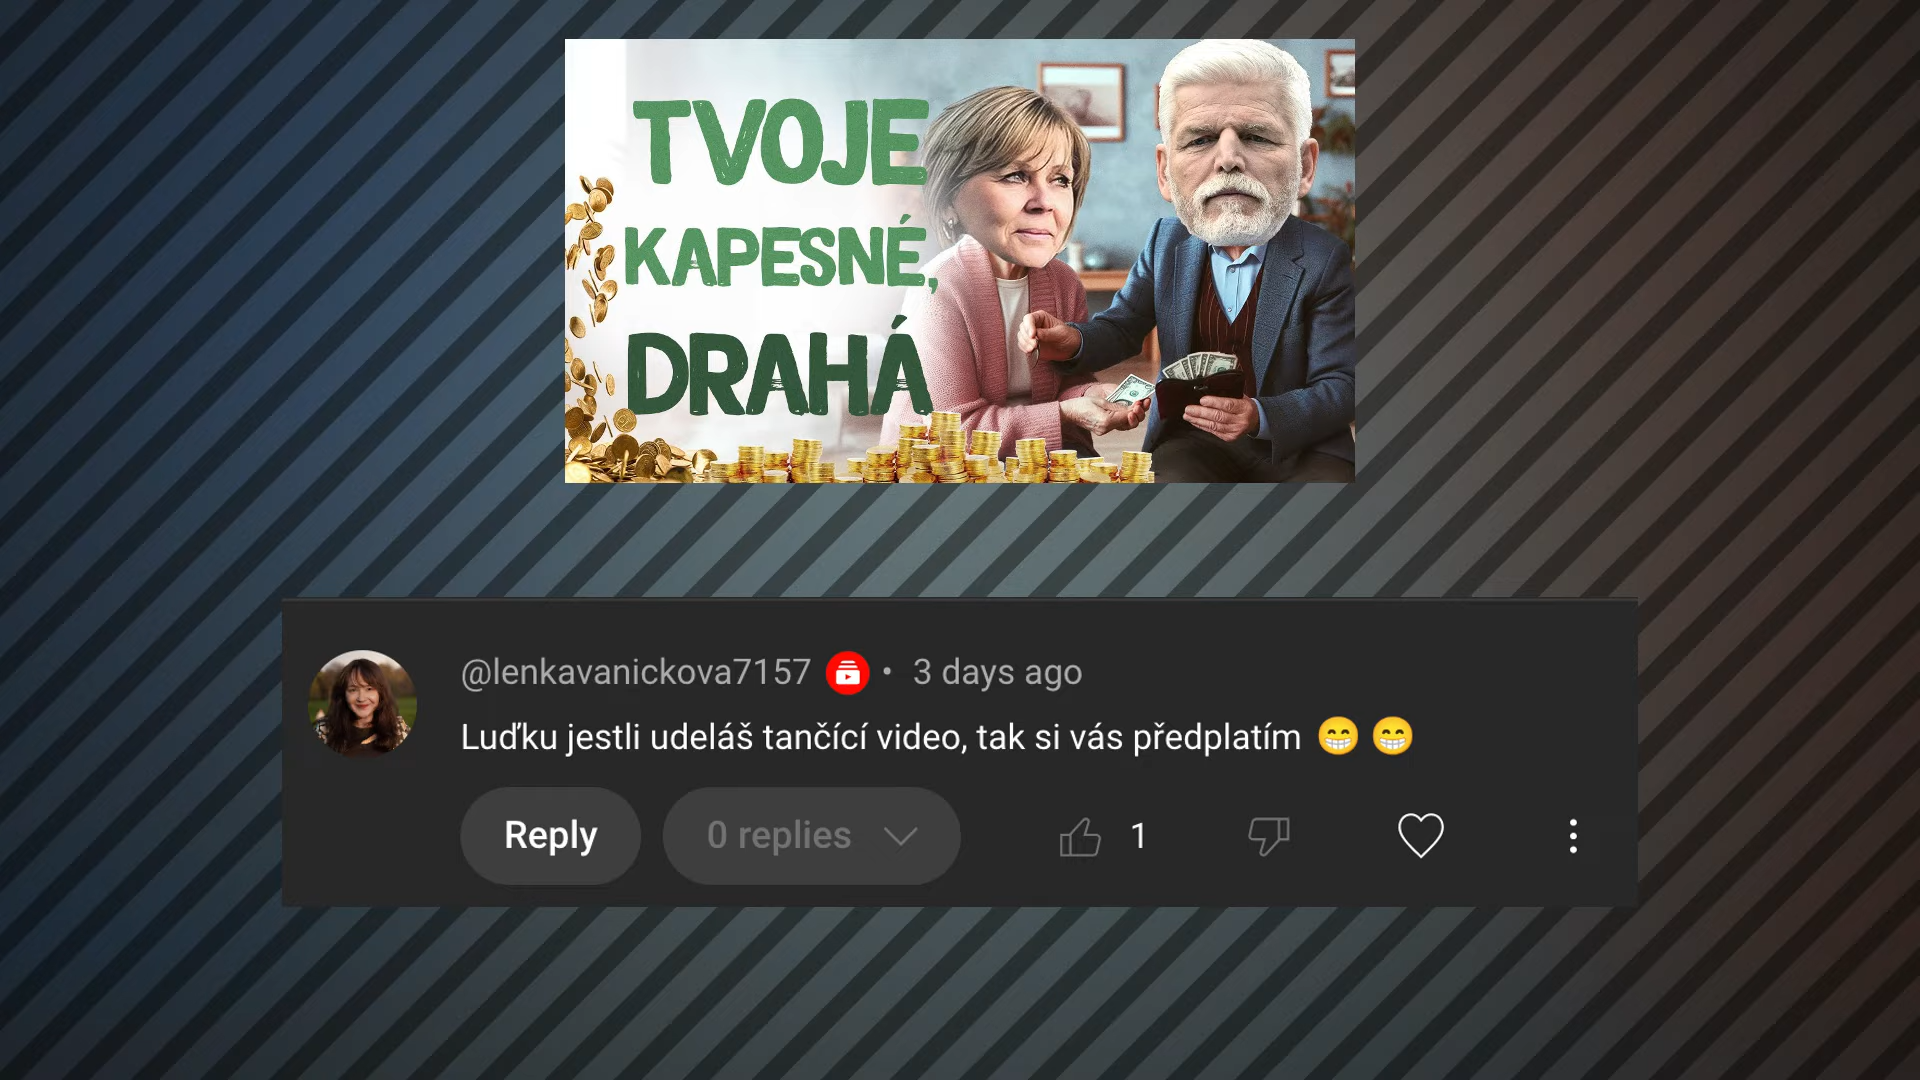 TVOJE
KAPESNÉ,
DRAHÁ
@lenkavanickova7157 • 3 days ago
Luďku jestli udeláš tančící video, tak si vás předplatím 😁 😁
Reply 0 replies 1